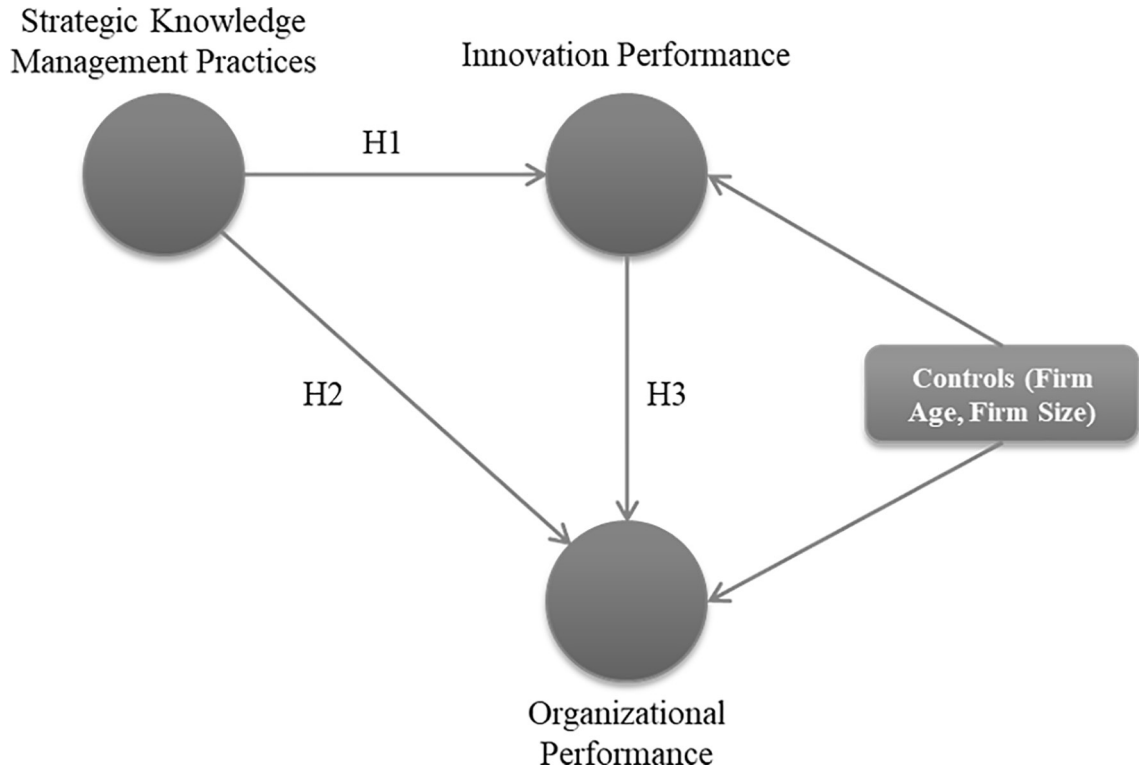 Strategic Knowledge
Management Practices
Innovation Performance
H1
H2
H3
Controls (Firm
Age, Firm Size)
Organizational
Performance